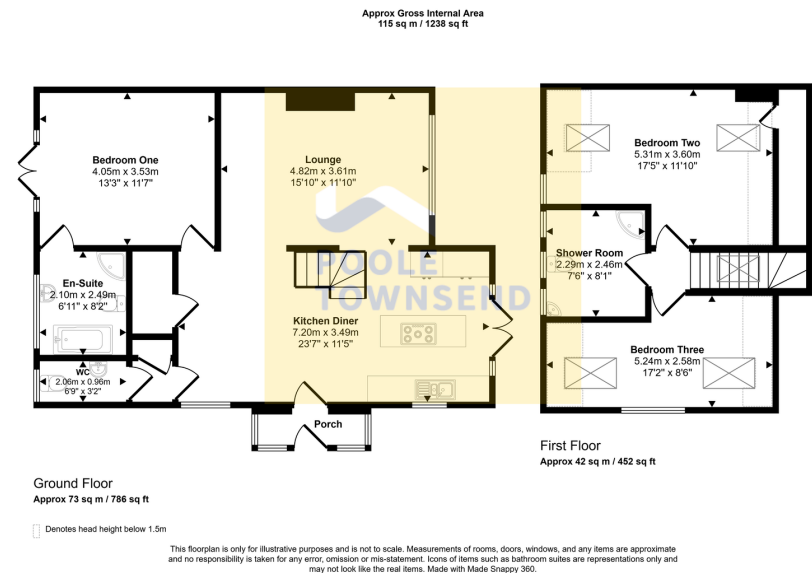 Approx Gross Internal Area
115 sq m / 1238 sq ft
Bedroom One
4.05m x 3.53m
13'3" x 11'7"
Lounge
4.82m x 3.61m
15'10" x 11'10"
Bedroom Two
5.31m x 3.60m
17'5" x 11'10"
En-Suite
2.10m x 2.49m
6'11" x 8'2"
POOLE
TOWNSEND
Shower Room
2.29m x 2.46m
7'6" x 8'1"
Kitchen Diner
7.20m x 3.49m
23'7" x 11'5"
WC
2.06m x 0.96m
6'9" x 3'2"
Bedroom Three
5.24m x 2.58m
17'2" x 8'6"
Porch
First Floor
Approx 42 sq m / 452 sq ft
Ground Floor
Approx 73 sq m / 786 sq ft
Denotes head height below 1.5m
This floorplan is only for illustrative purposes and is not to scale. Measurements of rooms, doors, windows, and any items are approximate
and no responsibility is taken for any error, omission or mis-statement. Icons of items such as bathroom suites are representations only and
may not look like the real items. Made with Made Snappy 360.